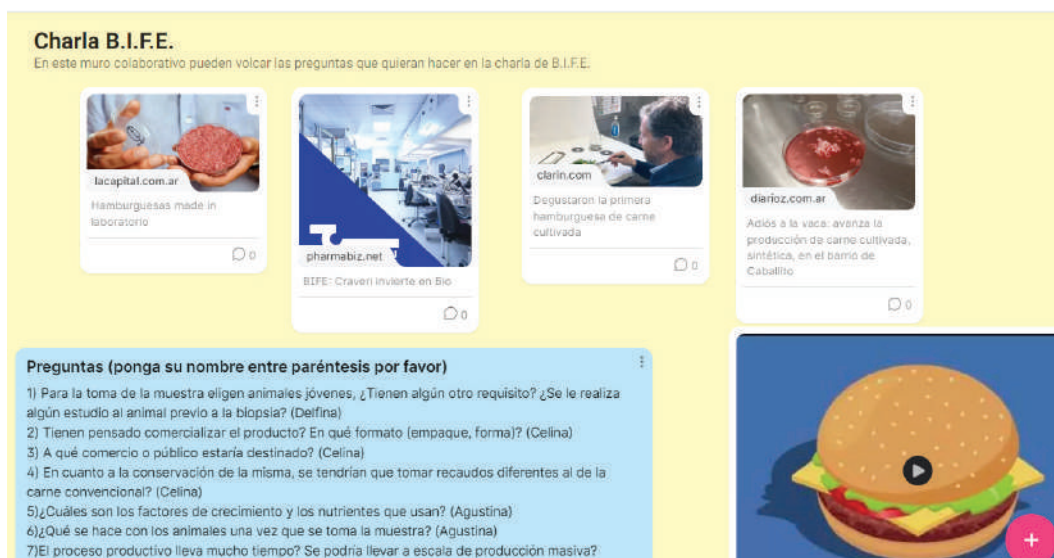 Charla B.I.F.E.
En este muro colaborativo pueden volcar las preguntas que quieran hacer en la charla de B.I.F.E.
lacapital.com.ar
Hamburguesas made in
laboratorio
0
pharmabiz.net
BIFE: Craveri invierte en Bio
0
clarin.com
Degustaron la primera
hamburguesa de carne
cultivada
0
diarioz.com.ar
Adiós a la vaca: avanza la
producción de carne cultivada,
sintética, en el barrio de
Caballito
0
Preguntas (ponga su nombre entre paréntesis por favor)
1) Para la toma de la muestra eligen animales jóvenes, ¿Tienen algún otro requisito? ¿Se le realiza
algún estudio al animal previo a la biopsia? (Delfina)
2) Tienen pensado comercializar el producto? En qué formato (empaque, forma)? (Celina)
3) A qué comercio o público estaría destinado? (Celina)
4) En cuanto a la conservación de la misma, se tendrían que tomar recaudos diferentes al de la
carne convencional? (Celina)
5)¿Cuáles son los factores de crecimiento y los nutrientes que usan? (Agustina)
6)¿Qué se hace con los animales una vez que se toma la muestra? (Agustina)
7)El proceso productivo lleva mucho tiempo? Se podría llevar a escala de producción masiva?